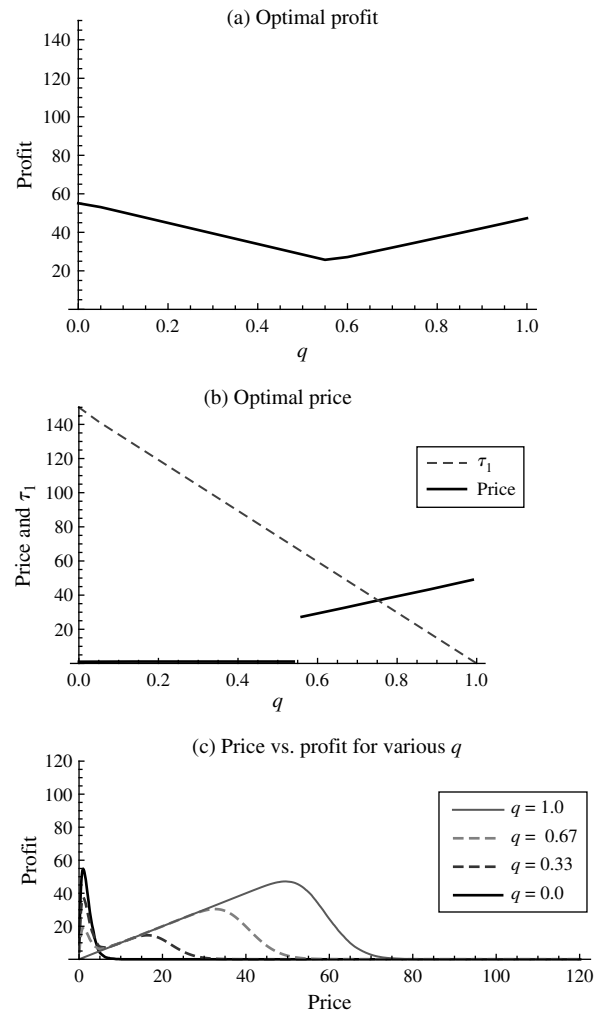 (a) Optimal profit
140
120
100
80
60
40
20
Profit
0.0 0.2 0.4 0.6 0.8 1.0
q
(b) Optimal price
140
120
100
80
60
40
20
Price and τ1
τ1
Price
0.0 0.2 0.4 0.6 0.8 1.0
q
(c) Price vs. profit for various q
120
100
80
60
40
20
Profit
q = 1.0
q = 0.67
q = 0.33
q = 0.0
0 20 40 60 80 100 120
Price